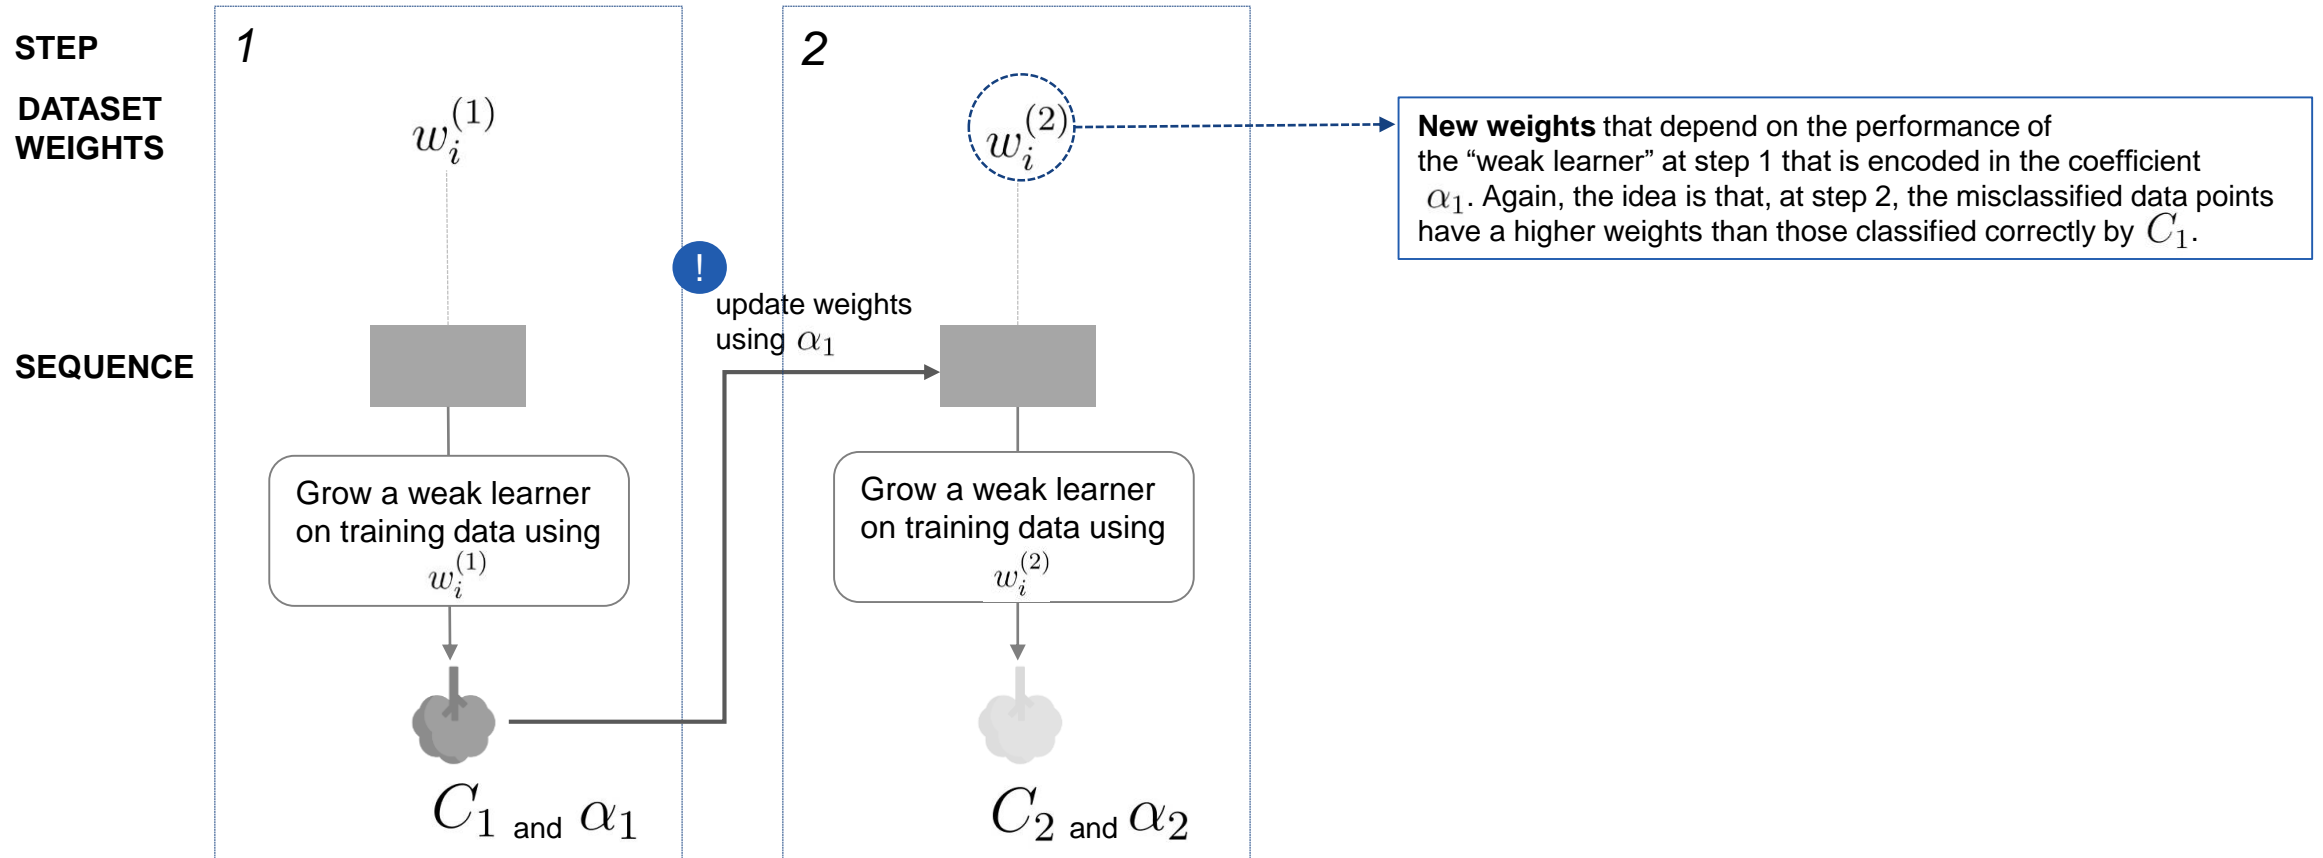 STEP
1
2
DATASET
WEIGHTS
w_i^{(1)}
w_i^{(2)}
New weights that depend on the performance of
the “weak learner” at step 1 that is encoded in the coefficient
α_1. Again, the idea is that, at step 2, the misclassified data points
have a higher weights than those classified correctly by C_1.
!
update weights
using α_1
SEQUENCE
Grow a weak learner
on training data using
w_i^{(1)}
Grow a weak learner
on training data using
w_i^{(2)}
C_1 and α_1
C_2 and α_2